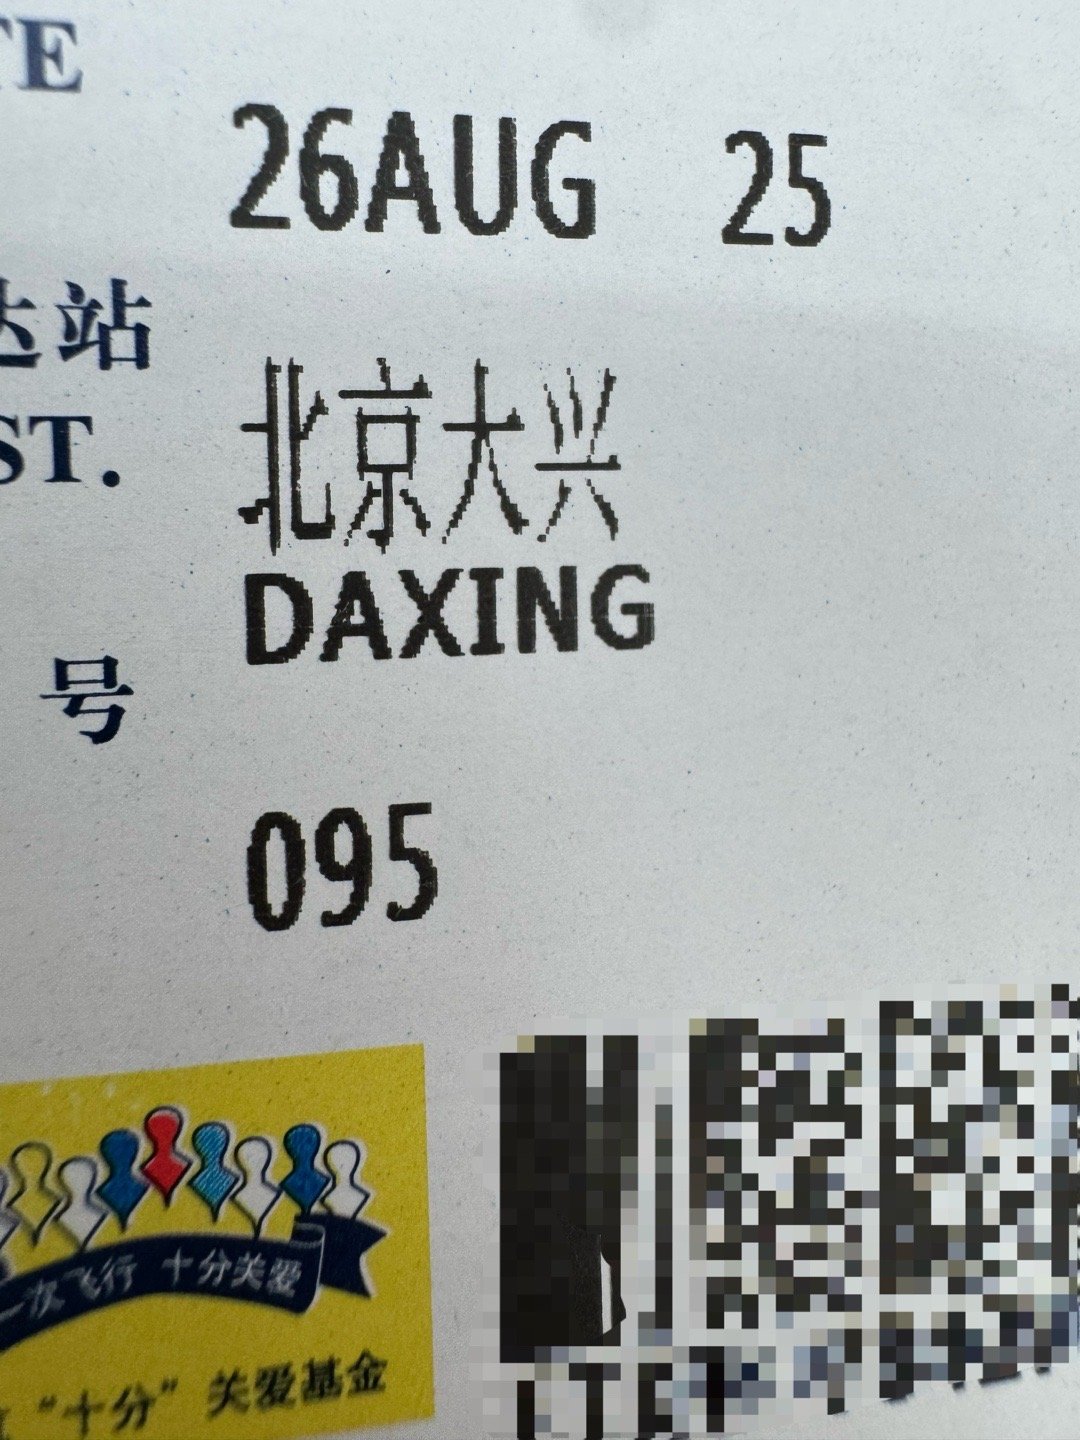 TE
26AUG 25
达站
北京大兴
ST.
DAXING
号
095
一次飞行 十分关爱
"十分"关爱基金